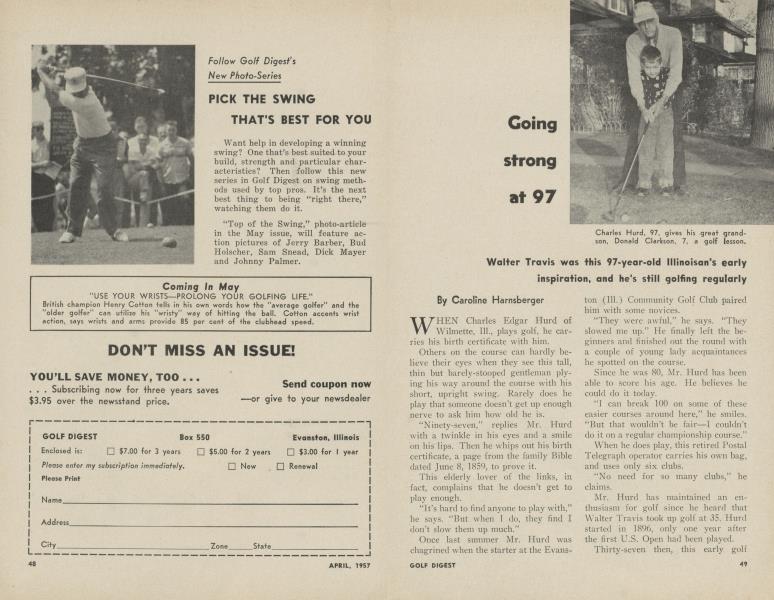 Follow Golf Digest's
New Photo-Series
PICK THE SWING
THAT'S BEST FOR YOU
Want help in developing a winning
swing? One that's best suited to your
build, strength and particular char-
acteristics? Then follow this new
series in Golf Digest on swing meth-
ods used by top pros. It's the next
best thing to being "right there,"
watching them do it.
"Top of the Swing," photo-article
in the May issue, will feature ac-
tion pictures of Jerry Barber, Bud
Holscher, Sam Snead, Dick Mayer
and Johnny Palmer.
Coming In May
"USE YOUR WRISTS—PROLONG YOUR GOLFING LIFE."
British champion Henry Cotton tells in his own words how the "average golfer" and the
"older golfer" can utilize his "wristy" way of hitting the ball. Cotton accents wrist
action, says wrists and arms provide 85 per cent of the clubhead speed.
DON'T MISS AN ISSUE!
YOU'LL SAVE MONEY, TOO . . .
. . . Subscribing now for three years saves
$3.95 over the newsstand price.
Send coupon now
—or give to your newsdealer
GOLF DIGEST Box 550 Evanston, Illinois
Enclosed is: $7.00 for 3 years $5.00 for 2 years $3.00 for 1 year
Please enter my subscription immediately. New Renewal
Please Print
Name
Address
City Zone State
48 APRIL, 1957
Going
strong
at 97
Charles Hurd, 97, gives his great grand-
son, Donald Clarkson, 7, a golf lesson.
Walter Travis was this 97-year-old Illinoisan's early
inspiration, and he's still golfing regularly
By Caroline Harnsberger
WHEN Charles Edgar Hurd of
Wilmette, Ill., plays golf, he car-
ries his birth certificate with him.
Others on the course can hardly be-
lieve their eyes when they see this tall,
thin but barely-stooped gentleman ply-
ing his way around the course with his
short, upright swing. Rarely does he
play that someone doesn't get up enough
nerve to ask him how old he is.
"Ninety-seven," replies Mr. Hurd
with a twinkle in his eyes and a smile
on his lips. Then he whips out his birth
certificate, a page from the family Bible
dated June 8, 1859, to prove it.
This elderly lover of the links, in
fact, complains that he doesn't get to
play enough.
"It's hard to find anyone to play with,"
he says. "But when I do, they find I
don't slow them up much."
Once last summer Mr. Hurd was
chagrined when the starter at the Evans-
ton (Ill.) Community Golf Club paired
him with some novices.
"They were awful," he says. "They
slowed me up." He finally left the be-
ginners and finished out the round with
a couple of young lady acquaintances
he spotted on the course.
Since he was 80, Mr. Hurd has been
able to score his age. He believes he
could do it today.
"I can break 100 on some of these
easier courses around here," he smiles.
"But that wouldn't be fair—I couldn't
do it on a regular championship course."
When he does play, this retired Postal
Telegraph operator carries his own bag,
and uses only six clubs.
"No need for so many clubs," he
claims.
Mr. Hurd has maintained an en-
thusiasm for golf since he heard that
Walter Travis took up golf at 35. Hurd
started in 1896, only one year after
the first U.S. Open had been played.
Thirty-seven then, this early golf
GOLF DIGEST 49